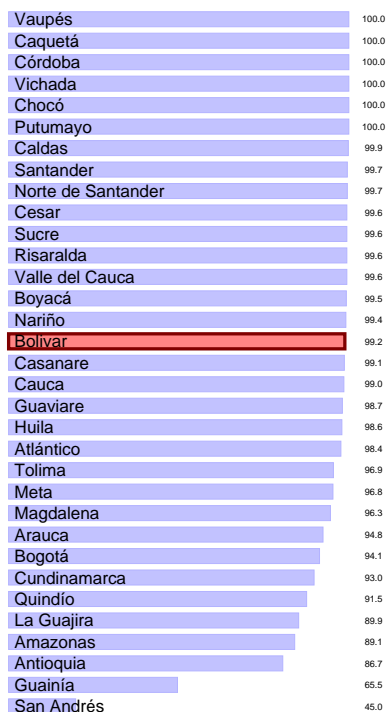 Vaupés 100.0
Caquetá 100.0
Córdoba 100.0
Vichada 100.0
Chocó 100.0
Putumayo 100.0
Caldas 99.9
Santander 99.7
Norte de Santander 99.7
Cesar 99.6
Sucre 99.6
Risaralda 99.6
Valle del Cauca 99.6
Boyacá 99.5
Nariño 99.4
Bolivar 99.2
Casanare 99.1
Cauca 99.0
Guaviare 98.7
Huila 98.6
Atlántico 98.4
Tolima 96.9
Meta 96.8
Magdalena 96.3
Arauca 94.8
Bogotá 94.1
Cundinamarca 93.0
Quindío 91.5
La Guajira 89.9
Amazonas 89.1
Antioquia 86.7
Guainía 65.5
San Andrés 45.0